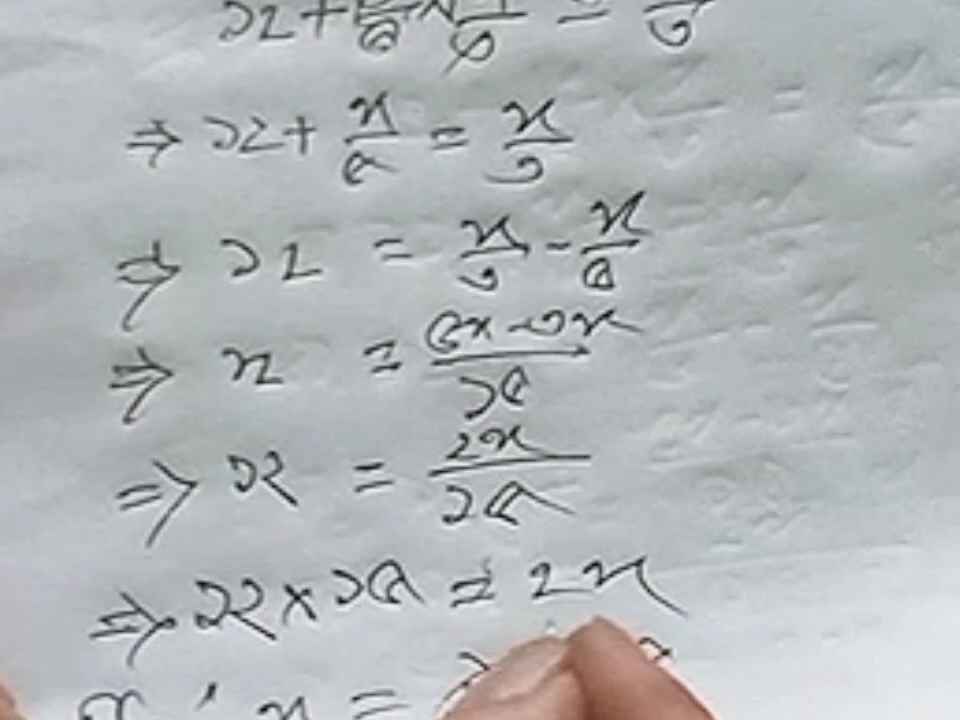 ⇒ ১২ + x/৫ = x/৩
⇒ ১২ = x/৩ - x/৫
⇒ ১২ = (৫x - ৩x)/১৫
⇒ ১২ = ২x/১৫
⇒ ১২ × ১৫ = ২x
x =